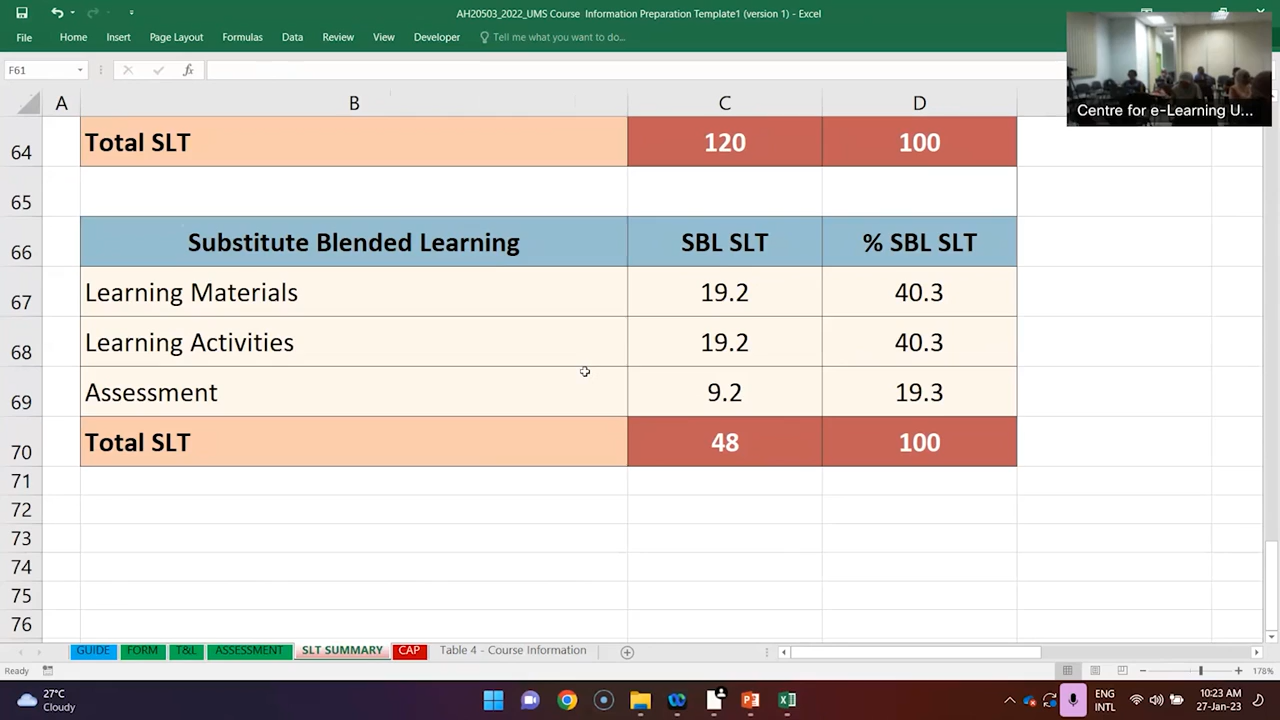 AH20503_2022_UMS Course Information Preparation Template1 (version 1) - Excel
File Home Insert Page Layout Formulas Data Review View Developer Tell me what you want to do...
F61 fx
Centre for e-Learning U...
A B C D
64 Total SLT 120 100
65
66 Substitute Blended Learning SBL SLT % SBL SLT
67 Learning Materials 19.2 40.3
68 Learning Activities 19.2 40.3
69 Assessment 9.2 19.3
70 Total SLT 48 100
71
72
73
74
75
76
GUIDE FORM T&L ASSESSMENT SLT SUMMARY CAP Table 4 - Course Information
Ready 178%
27°C
Cloudy
ENG
INTL
10:23 AM
27-Jan-23